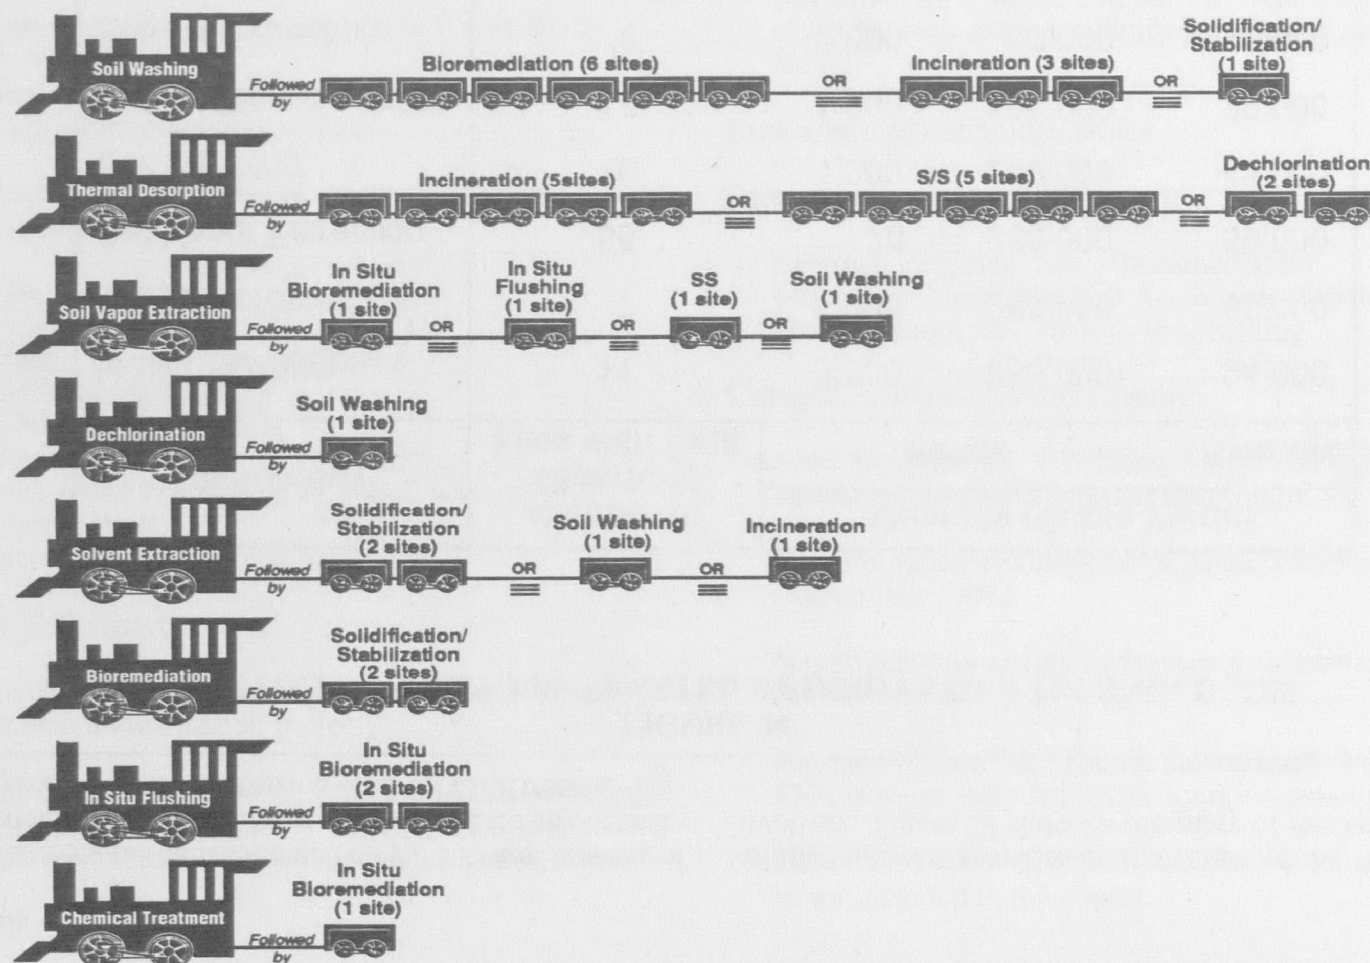 Soil Washing
Followed
by
Bioremediation (6 sites)
OR
Incineration (3 sites)
OR
Solidification/
Stabilization
(1 site)
Thermal Desorption
Followed
by
Incineration (5sites)
OR
S/S (5 sites)
OR
Dechlorination
(2 sites)
Soil Vapor Extraction
Followed
by
In Situ
Bioremediation
(1 site)
OR
In Situ
Flushing
(1 site)
OR
SS
(1 site)
OR
Soil Washing
(1 site)
Dechlorination
Followed
by
Soil Washing
(1 site)
Solvent Extraction
Followed
by
Solidification/
Stabilization
(2 sites)
OR
Soil Washing
(1 site)
OR
Incineration
(1 site)
Bioremediation
Followed
by
Solidification/
Stabilization
(2 sites)
In Situ Flushing
Followed
by
In Situ
Bioremediation
(2 sites)
Chemical Treatment
Followed
by
In Situ
Bioremediation
(1 site)